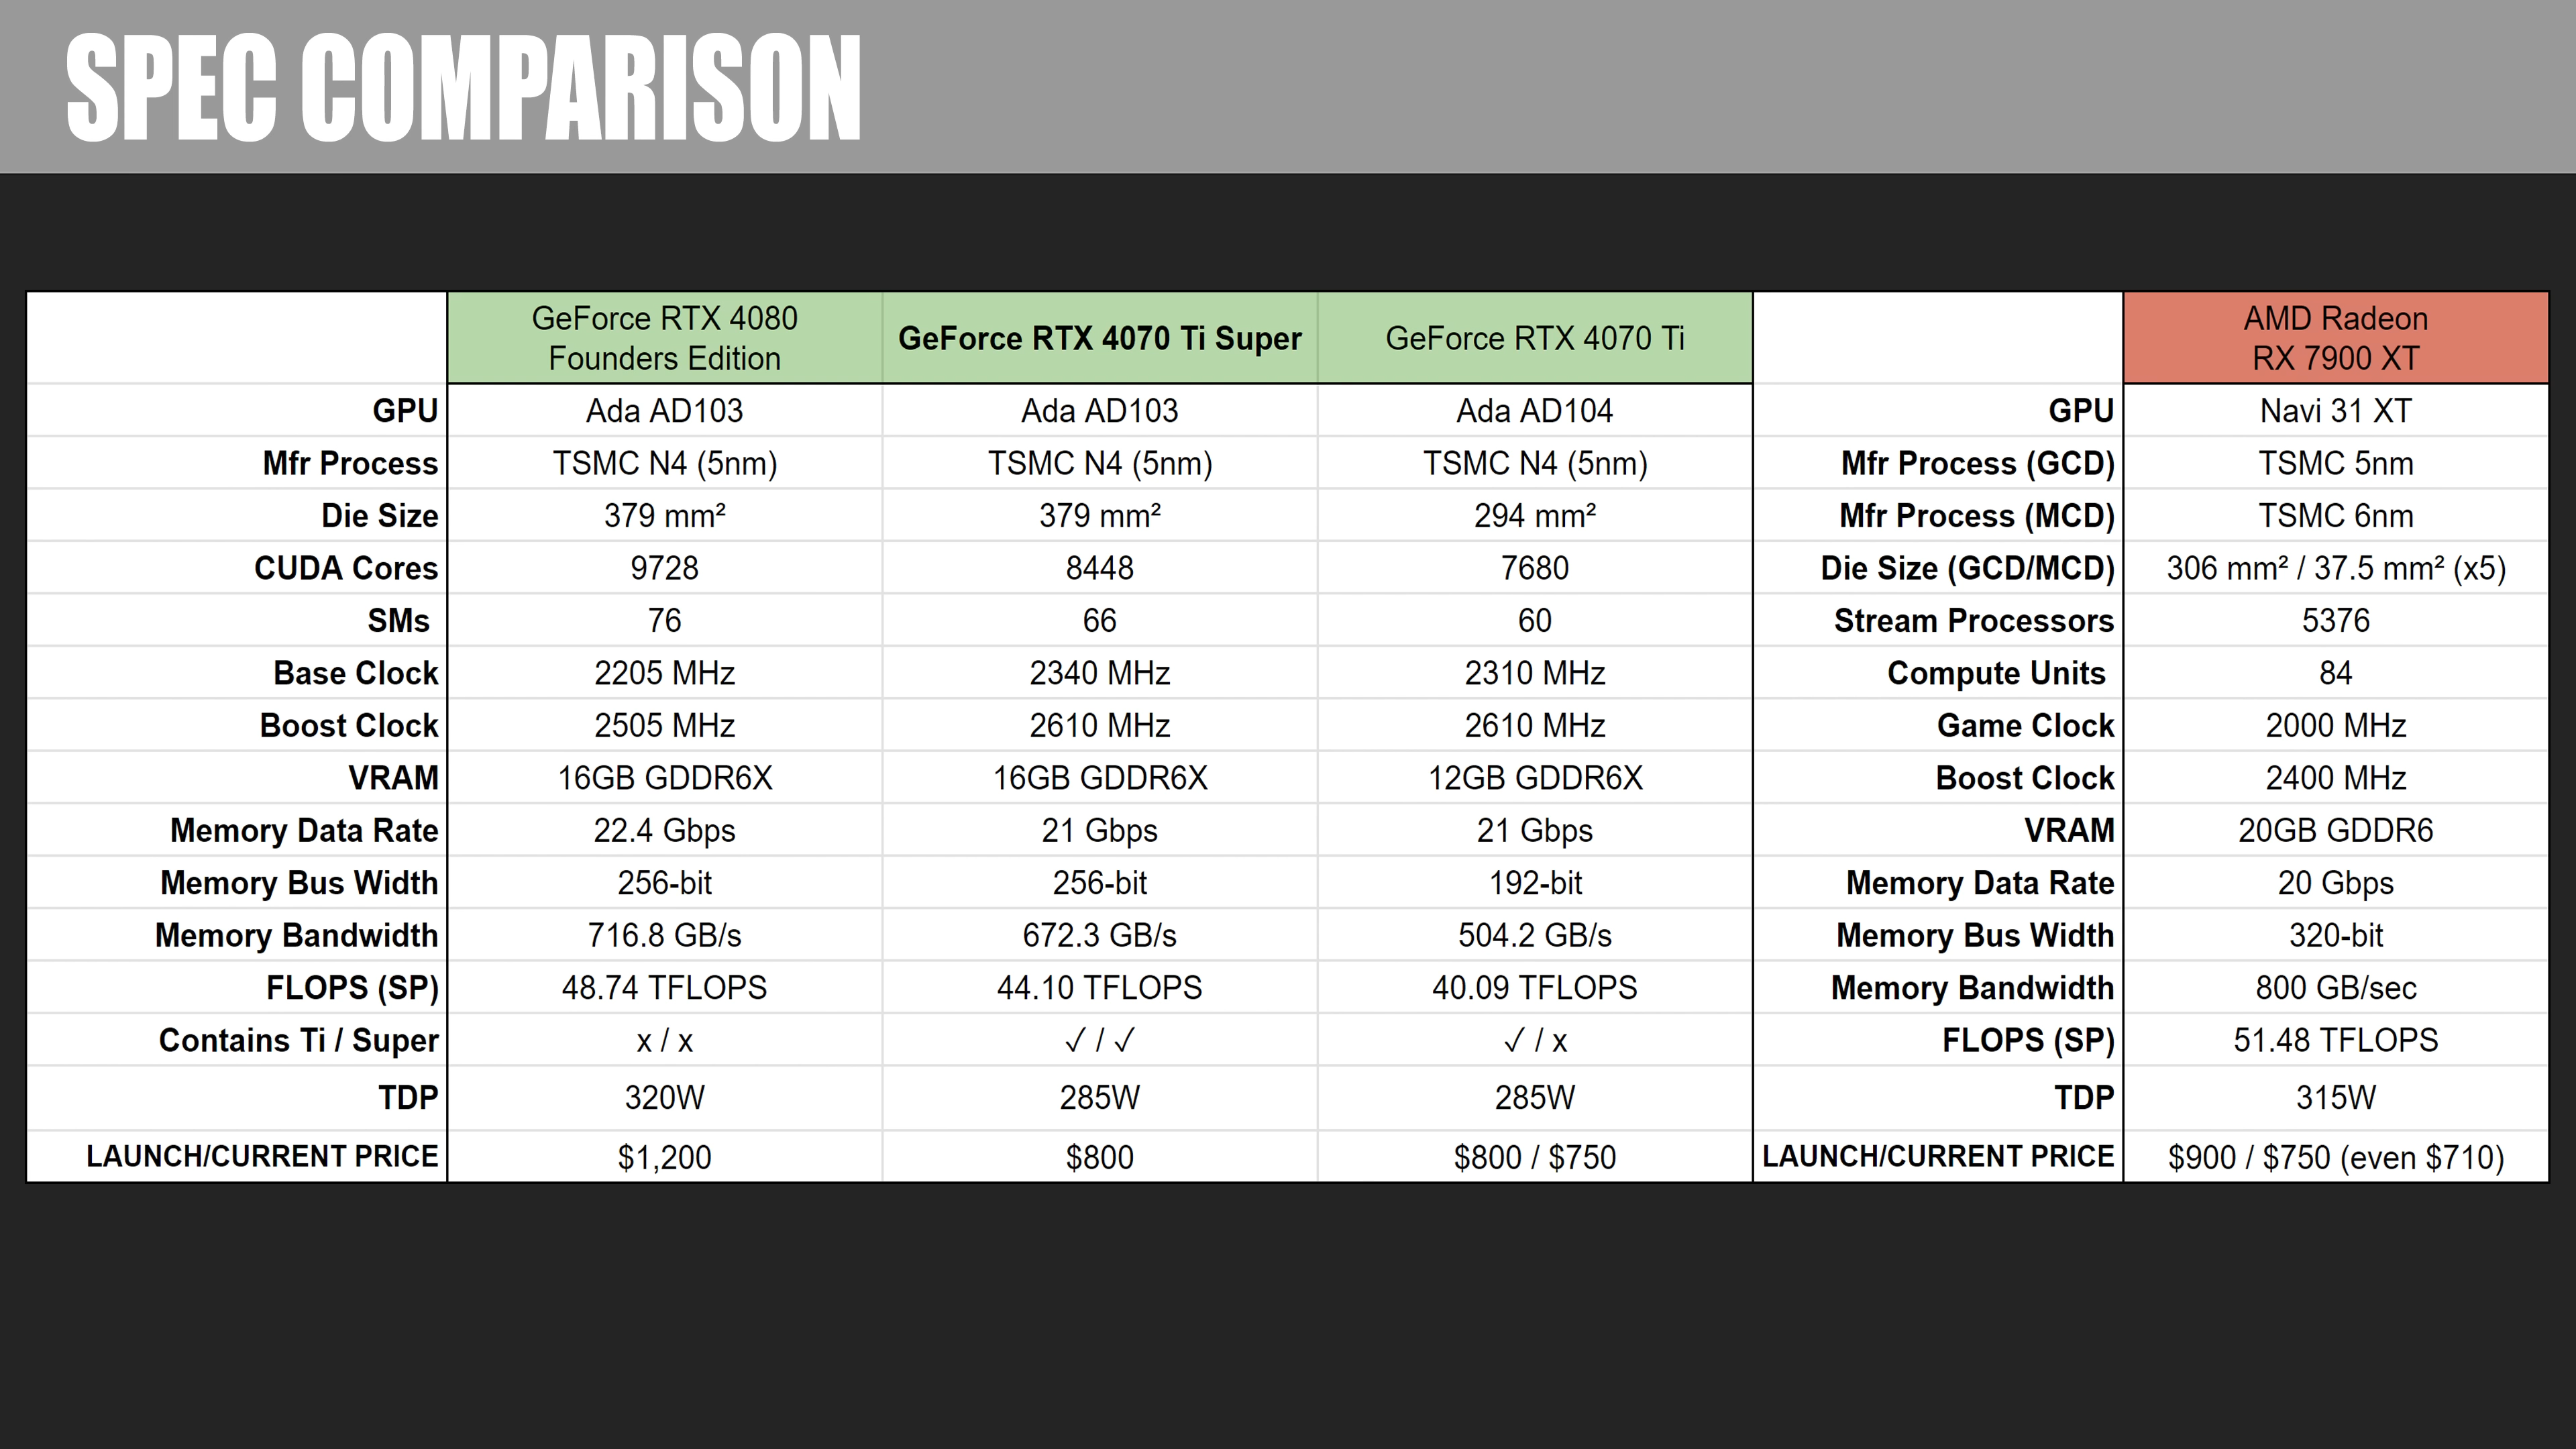 SPEC COMPARISON
GeForce RTX 4080 Founders Edition | GeForce RTX 4070 Ti Super | GeForce RTX 4070 Ti | | AMD Radeon RX 7900 XT
GPU | Ada AD103 | Ada AD103 | Ada AD104 | GPU | Navi 31 XT
Mfr Process | TSMC N4 (5nm) | TSMC N4 (5nm) | TSMC N4 (5nm) | Mfr Process (GCD) | TSMC 5nm
Die Size | 379 mm² | 379 mm² | 294 mm² | Mfr Process (MCD) | TSMC 6nm
CUDA Cores | 9728 | 8448 | 7680 | Die Size (GCD/MCD) | 306 mm² / 37.5 mm² (x5)
SMs | 76 | 66 | 60 | Stream Processors | 5376
Base Clock | 2205 MHz | 2340 MHz | 2310 MHz | Compute Units | 84
Boost Clock | 2505 MHz | 2610 MHz | 2610 MHz | Game Clock | 2000 MHz
VRAM | 16GB GDDR6X | 16GB GDDR6X | 12GB GDDR6X | Boost Clock | 2400 MHz
Memory Data Rate | 22.4 Gbps | 21 Gbps | 21 Gbps | VRAM | 20GB GDDR6
Memory Bus Width | 256-bit | 256-bit | 192-bit | Memory Data Rate | 20 Gbps
Memory Bandwidth | 716.8 GB/s | 672.3 GB/s | 504.2 GB/s | Memory Bus Width | 320-bit
FLOPS (SP) | 48.74 TFLOPS | 44.10 TFLOPS | 40.09 TFLOPS | Memory Bandwidth | 800 GB/sec
Contains Ti / Super | x / x | ✓ / ✓ | ✓ / x | FLOPS (SP) | 51.48 TFLOPS
TDP | 320W | 285W | 285W | TDP | 315W
LAUNCH/CURRENT PRICE | $1,200 | $800 | $800 / $750 | LAUNCH/CURRENT PRICE | $900 / $750 (even $710)